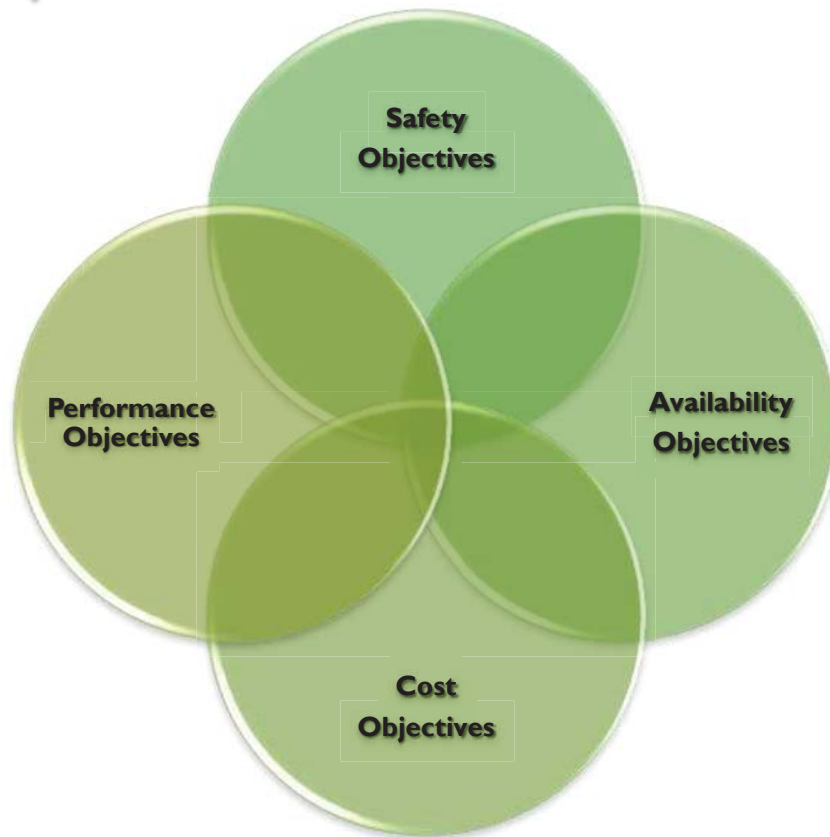 Safety
Objectives
Performance
Objectives
Availability
Objectives
Cost
Objectives